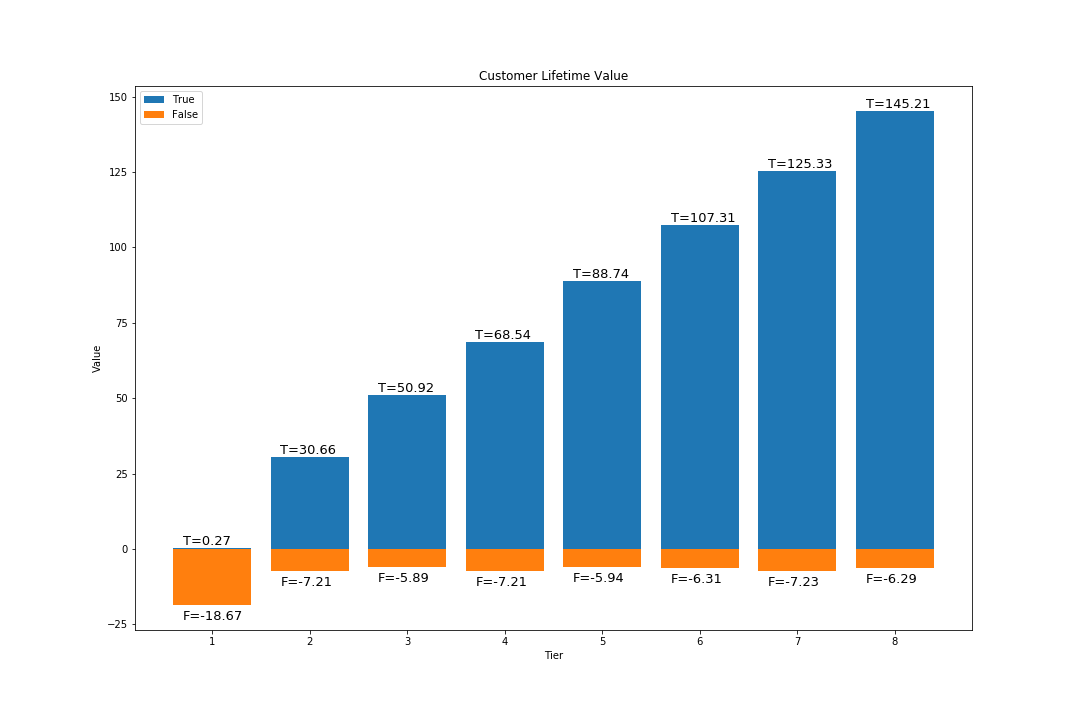 Customer Lifetime Value
True
False
Value
150
125
100
75
50
25
0
−25
T=0.27
T=30.66
T=50.92
T=68.54
T=88.74
T=107.31
T=125.33
T=145.21
F=-18.67
F=-7.21
F=-5.89
F=-7.21
F=-5.94
F=-6.31
F=-7.23
F=-6.29
1 2 3 4 5 6 7 8
Tier